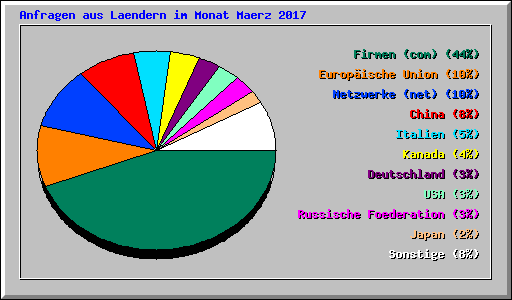 Anfragen aus Laendern im Monat Maerz 2017
Firmen (com) (44%)
Europäische Union (10%)
Netzwerke (net) (10%)
China (8%)
Italien (5%)
Kanada (4%)
Deutschland (3%)
USA (3%)
Russische Foederation (3%)
Japan (2%)
Sonstige (8%)